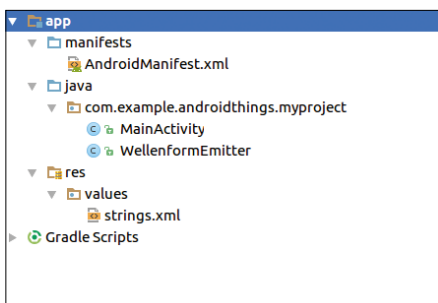 app
manifests
AndroidManifest.xml
java
com.example.androidthings.myproject
MainActivity
WellenformEmitter
res
values
strings.xml
Gradle Scripts